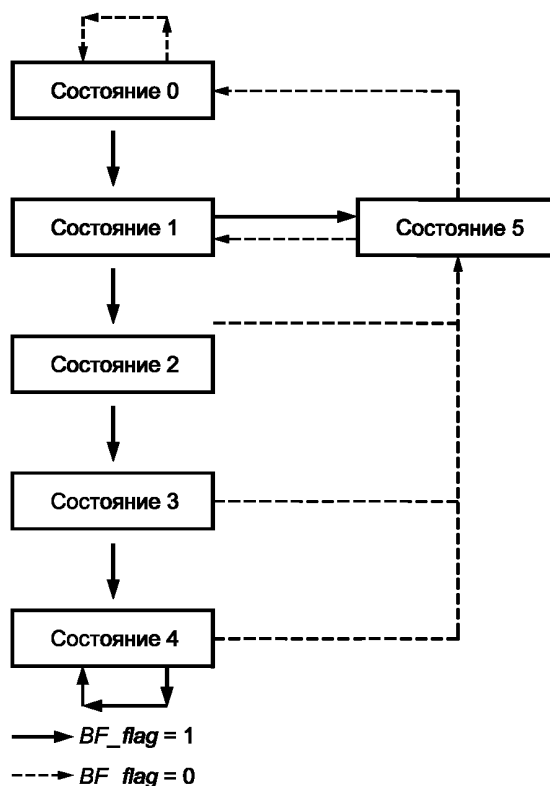 Состояние 0
Состояние 1
Состояние 5
Состояние 2
Состояние 3
Состояние 4
BF_flag = 1
BF_flag = 0